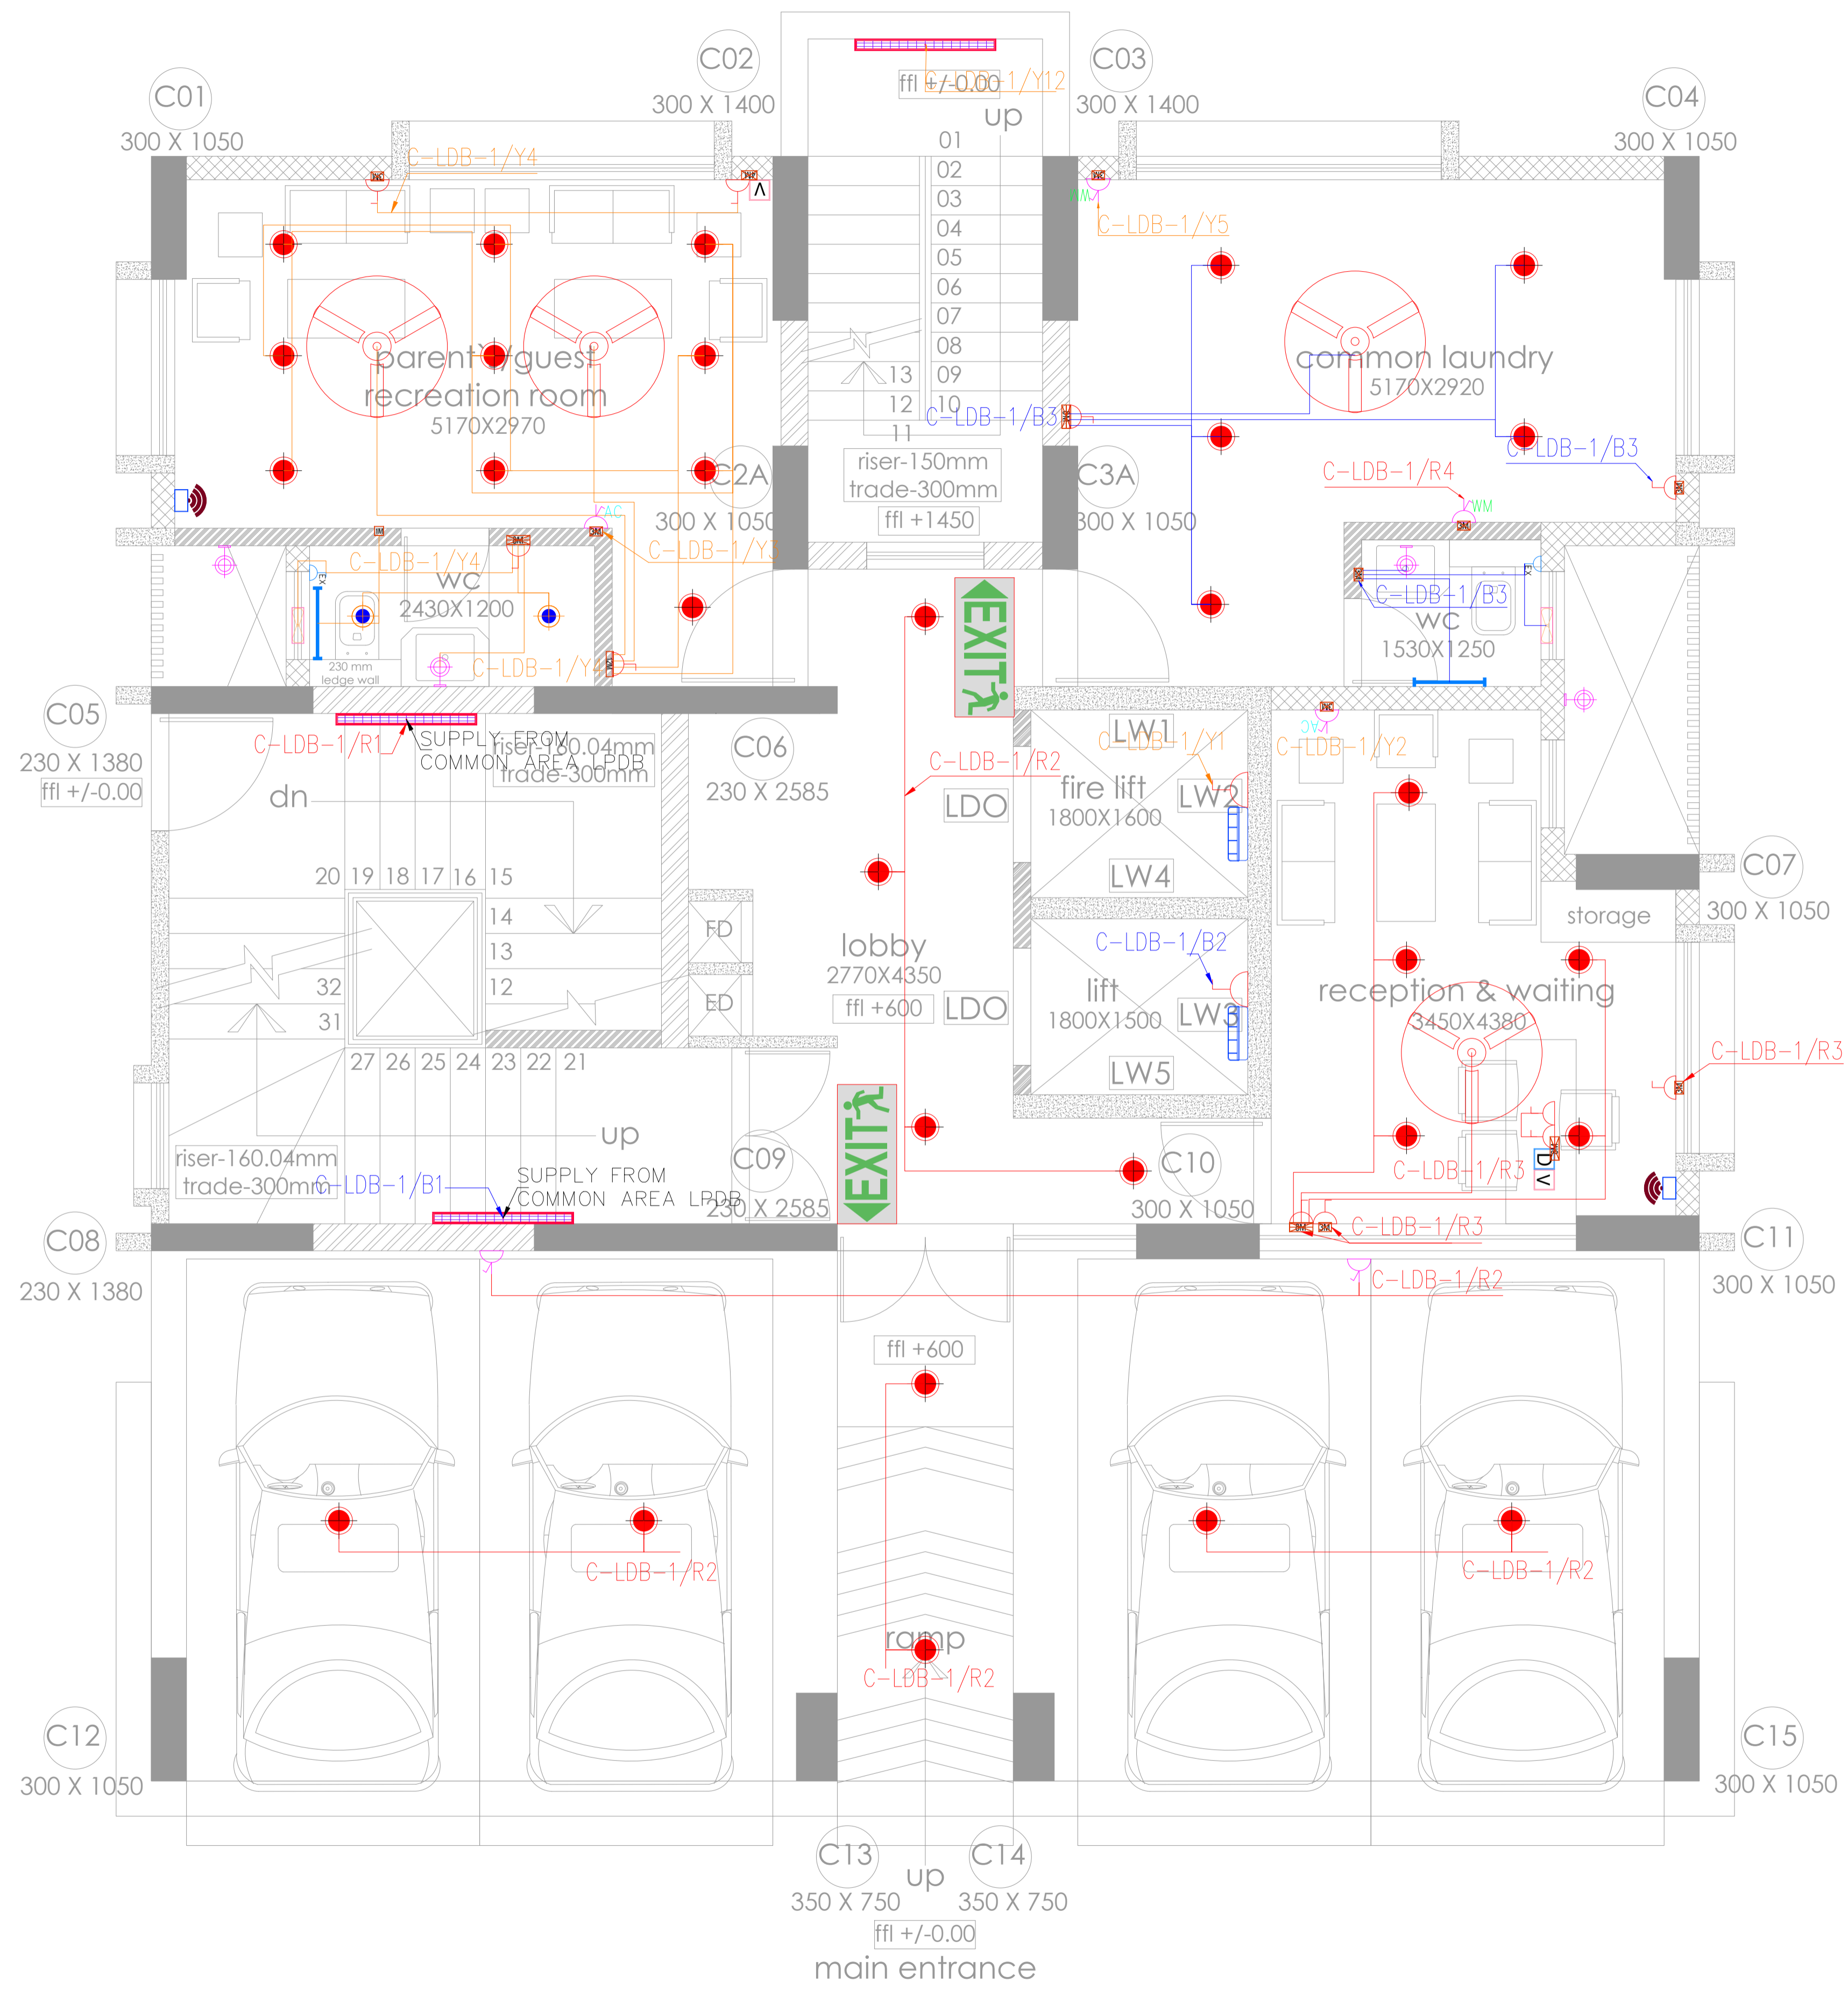 C02
C03
C01
C04
300 X 1400
ffl +/-0.00
C-LDB-1/Y12
300 X 1400
300 X 1050
up
300 X 1050
01
C-LDB-1/Y4
02
V
WM
03
C-LDB-1/Y5
04
05
06
07
08
parent`/guest
recreation room
5170X2970
common laundry
5170X2920
13
09
12
10
C-LDB-1/B3
11
C-LDB-1/B3
C-LDB-1/R4
riser-150mm
trade-300mm
C2A
C3A
ffl +1450
300 X 1050
300 X 1050
AC
WM
3M
3M
1M
8M
C-LDB-1/Y3
C-LDB-1/Y4
EX
wc
2430X1200
EX
C-LDB-1/B3
wc
1530X1250
230 mm
ledge wall
C-LDB-1/Y4
EXIT
C05
230 X 1380
ffl +/-0.00
C-LDB-1/R1
SUPPLY FROM
COMMON AREA LPDB
riser-160.04mm
trade-300mm
C06
230 X 2585
C-LDB-1/R2
LW1
C-LDB-1/Y1
AC
C-LDB-1/Y2
dn
LDO
fire lift
1800X1600
LW2
LW4
20
19
18
17
16
15
14
13
12
32
31
C07
300 X 1050
storage
FD
ED
lobby
2770X4350
ffl +600
LDO
C-LDB-1/B2
lift
1800X1500
LW3
LW5
reception & waiting
3450X4380
C-LDB-1/R3
27
26
25
24
23
22
21
up
EXIT
C09
230 X 2585
C10
300 X 1050
riser-160.04mm
trade-300mm
C-LDB-1/B1
SUPPLY FROM
COMMON AREA LPDB
D
V
C-LDB-1/R3
8M
3M
C-LDB-1/R3
C08
230 X 1380
C11
300 X 1050
C-LDB-1/R2
ffl +600
C-LDB-1/R2
C-LDB-1/R2
ramp
C-LDB-1/R2
C12
300 X 1050
C15
300 X 1050
C13
C14
350 X 750
up
350 X 750
ffl +/-0.00
main entrance